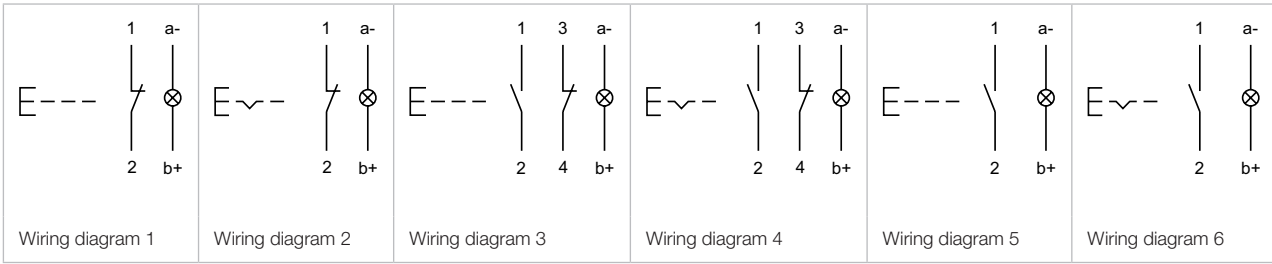 1 a-
2 b+
Wiring diagram 1
1 a-
2 b+
Wiring diagram 2
1 3 a-
2 4 b+
Wiring diagram 3
1 3 a-
2 4 b+
Wiring diagram 4
1 a-
2 b+
Wiring diagram 5
1 a-
2 b+
Wiring diagram 6